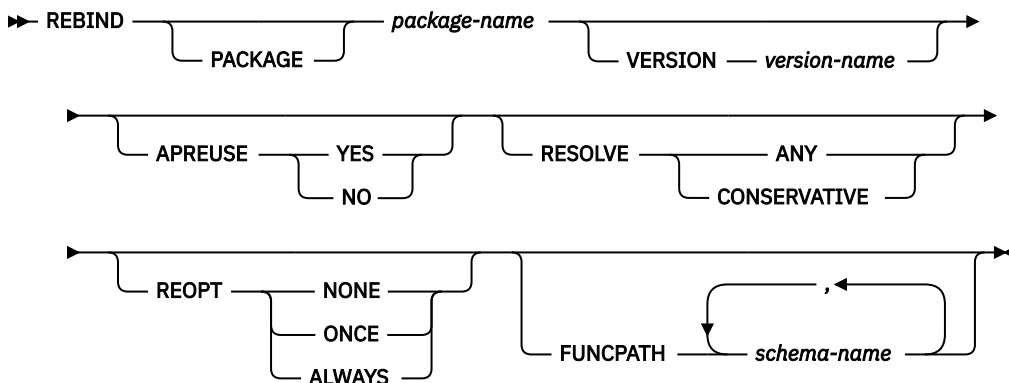 REBIND package-name
PACKAGE VERSION version-name
APREUSE YES RESOLVE ANY
NO CONSERVATIVE
,
REOPT NONE
ONCE
FUNCPATH schema-name
ALWAYS